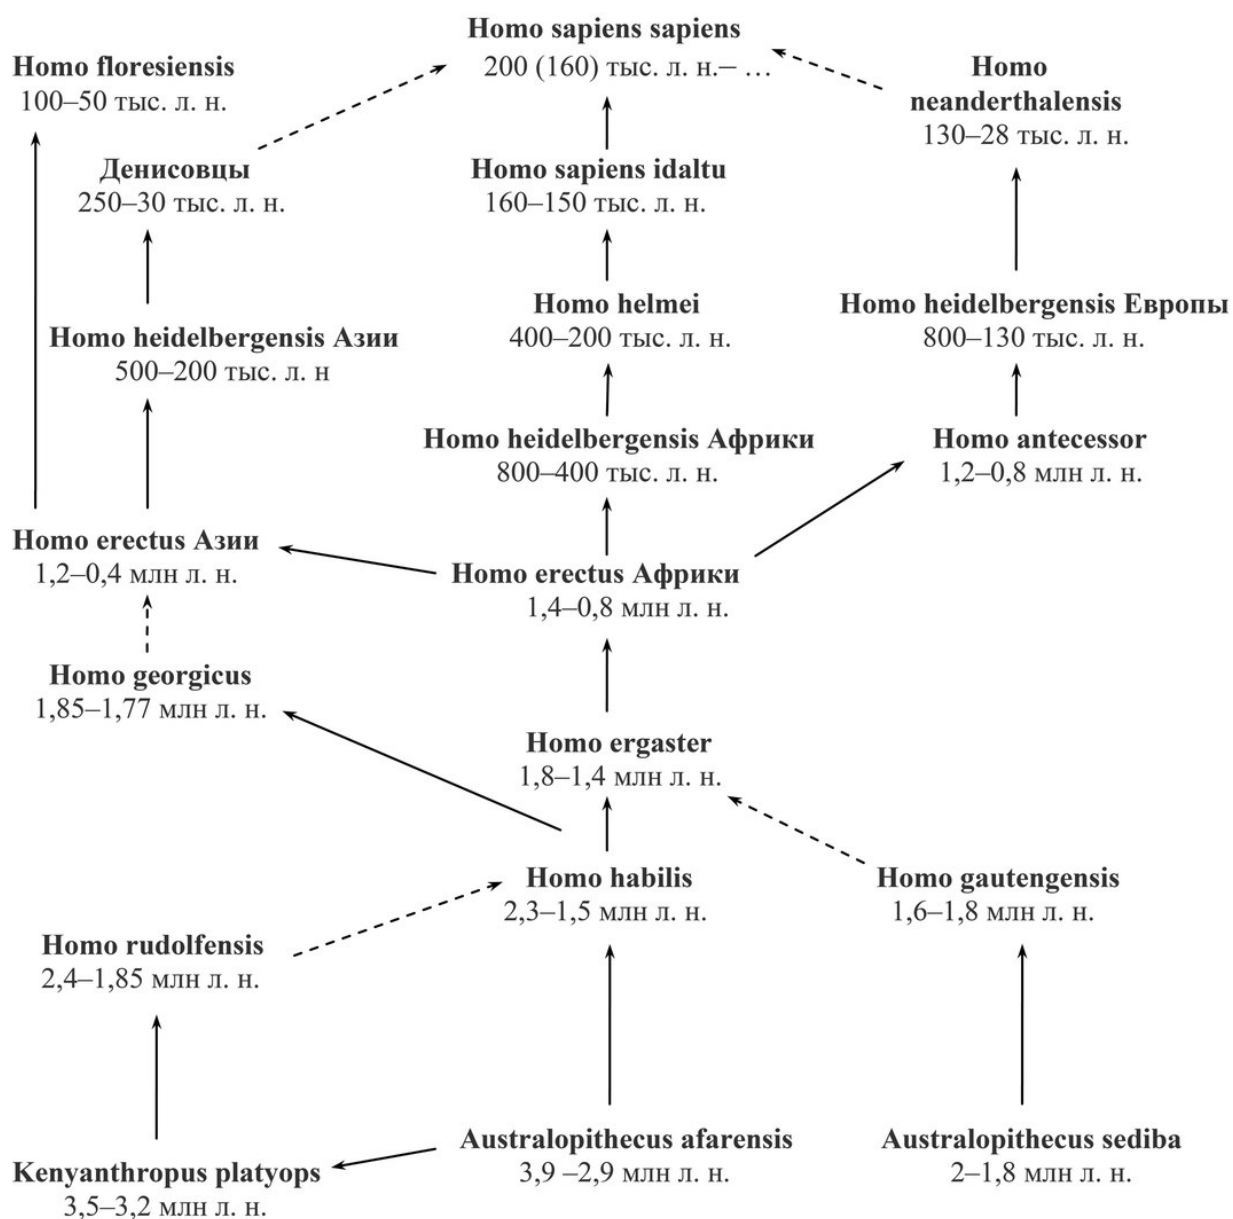 Homo sapiens sapiens
200 (160) тыс. л. н.– …
Homo floresiensis
100–50 тыс. л. н.
Homo
neanderthalensis
130–28 тыс. л. н.
Денисовцы
250–30 тыс. л. н.
Homo sapiens idaltu
160–150 тыс. л. н.
Homo heidelbergensis Азии
500–200 тыс. л. н
Homo helmei
400–200 тыс. л. н.
Homo heidelbergensis Европы
800–130 тыс. л. н.
Homo heidelbergensis Африки
800–400 тыс. л. н.
Homo antecessor
1,2–0,8 млн л. н.
Homo erectus Азии
1,2–0,4 млн л. н.
Homo erectus Африки
1,4–0,8 млн л. н.
Homo georgicus
1,85–1,77 млн л. н.
Homo ergaster
1,8–1,4 млн л. н.
Homo habilis
2,3–1,5 млн л. н.
Homo gautengensis
1,6–1,8 млн л. н.
Homo rudolfensis
2,4–1,85 млн л. н.
Kenyanthropus platyops
3,5–3,2 млн л. н.
Australopithecus afarensis
3,9 –2,9 млн л. н.
Australopithecus sediba
2–1,8 млн л. н.